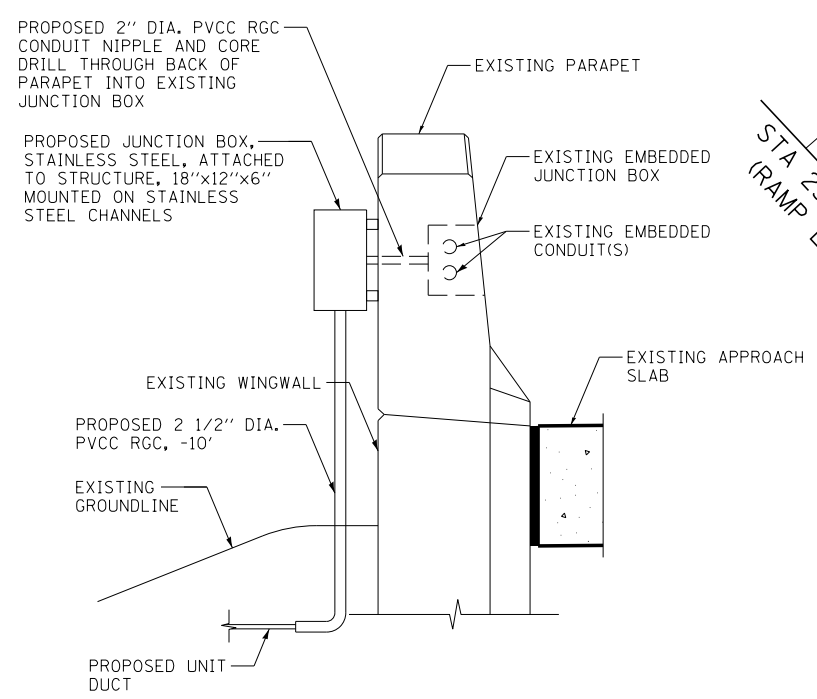 PROPOSED 2" DIA. PVCC RGC
CONDUIT NIPPLE AND CORE
DRILL THROUGH BACK OF
PARAPET INTO EXISTING
JUNCTION BOX
EXISTING PARAPET
PROPOSED JUNCTION BOX,
STAINLESS STEEL, ATTACHED
TO STRUCTURE, 18"x12"x6"
MOUNTED ON STAINLESS
STEEL CHANNELS
EXISTING EMBEDDED
JUNCTION BOX
EXISTING EMBEDDED
CONDUIT(S)
STA
(RAMP
EXISTING APPROACH
SLAB
EXISTING WINGWALL
PROPOSED 2 1/2" DIA.
PVCC RGC, -10'
EXISTING
GROUNDLINE
PROPOSED UNIT
DUCT